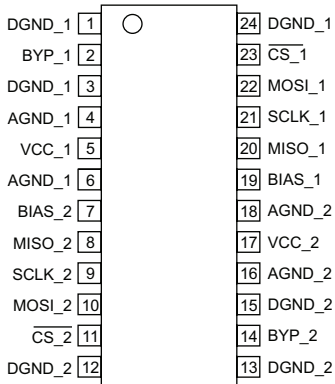 DGND_1 1 24 DGND_1
BYP_1 2 23 C̅S̅_̅1̅
DGND_1 3 22 MOSI_1
AGND_1 4 21 SCLK_1
VCC_1 5 20 MISO_1
AGND_1 6 19 BIAS_1
BIAS_2 7 18 AGND_2
MISO_2 8 17 VCC_2
SCLK_2 9 16 AGND_2
MOSI_2 10 15 DGND_2
C̅S̅_̅2̅ 11 14 BYP_2
DGND_2 12 13 DGND_2